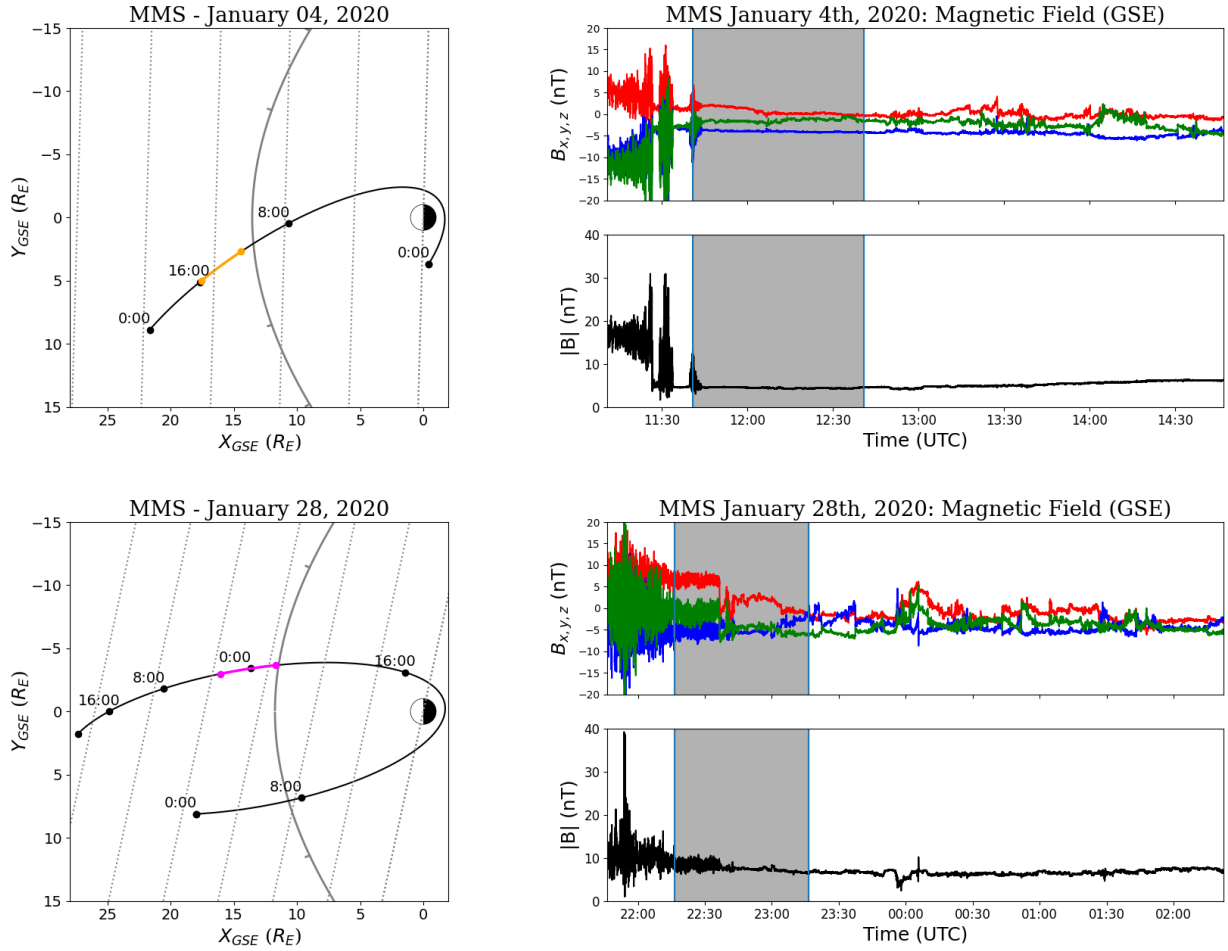 MMS - January 04, 2020
−15
−10
−5
0
5
10
15
Y_GSE (R_E)
8:00
0:00
16:00
0:00
25 20 15 10 5 0
X_GSE (R_E)
MMS January 4th, 2020: Magnetic Field (GSE)
20
15
10
5
0
−5
−10
−15
−20
B_x,y,z (nT)
40
30
20
10
0
|B| (nT)
11:30 12:00 12:30 13:00 13:30 14:00 14:30
Time (UTC)
MMS - January 28, 2020
−15
−10
−5
0
5
10
15
Y_GSE (R_E)
0:00
16:00
8:00
16:00
8:00
0:00
25 20 15 10 5 0
X_GSE (R_E)
MMS January 28th, 2020: Magnetic Field (GSE)
20
15
10
5
0
−5
−10
−15
−20
B_x,y,z (nT)
40
30
20
10
0
|B| (nT)
22:00 22:30 23:00 23:30 00:00 00:30 01:00 01:30 02:00
Time (UTC)